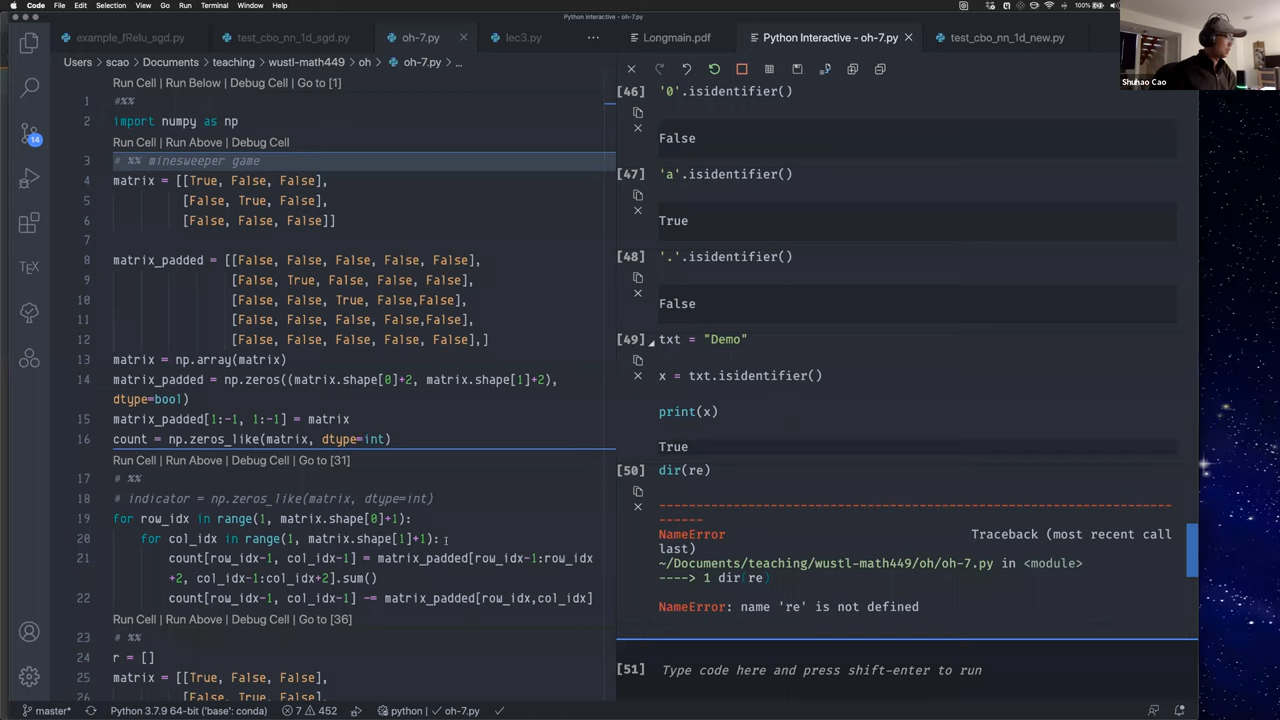 Code File Edit Selection View Go Run Terminal Window Help
100%
Python Interactive - oh-7.py
example_fRelu_sgd.py test_cbo_nn_1d_sgd.py oh-7.py lec3.py
Longmain.pdf Python Interactive - oh-7.py test_cbo_nn_1d_new.py
Users > scao > Documents > teaching > wustl-math449 > oh > oh-7.py > ...
Run Cell | Run Below | Debug Cell | Go to [1]
1 #%%
2 import numpy as np
Run Cell | Run Above | Debug Cell
3 # %% minesweeper game
4 matrix = [[True, False, False],
5 [False, True, False],
6 [False, False, False]]
7
8 matrix_padded = [[False, False, False, False, False],
9 [False, True, False, False, False],
10 [False, False, True, False,False],
11 [False, False, False, False,False],
12 [False, False, False, False, False],]
13 matrix = np.array(matrix)
14 matrix_padded = np.zeros((matrix.shape[0]+2, matrix.shape[1]+2),
dtype=bool)
15 matrix_padded[1:-1, 1:-1] = matrix
16 count = np.zeros_like(matrix, dtype=int)
Run Cell | Run Above | Debug Cell | Go to [31]
17 # %%
18 # indicator = np.zeros_like(matrix, dtype=int)
19 for row_idx in range(1, matrix.shape[0]+1):
20 for col_idx in range(1, matrix.shape[1]+1):
21 count[row_idx-1, col_idx-1] = matrix_padded[row_idx-1:row_idx
+2, col_idx-1:col_idx+2].sum()
22 count[row_idx-1, col_idx-1] -= matrix_padded[row_idx,col_idx]
Run Cell | Run Above | Debug Cell | Go to [36]
23 # %%
24 r = []
25 matrix = [[True, False, False],
26 [False, True, False],
14
TEX
[46] '0'.isidentifier()
False
[47] 'a'.isidentifier()
True
[48] '.'.isidentifier()
False
[49] txt = "Demo"
x = txt.isidentifier()
print(x)
True
[50] dir(re)
---------------------------------------------------------------------
------
NameError Traceback (most recent call
last)
~/Documents/teaching/wustl-math449/oh/oh-7.py in <module>
----> 1 dir(re)
NameError: name 're' is not defined
[51] Type code here and press shift-enter to run
Shuhao Cao
master* Python 3.7.9 64-bit ('base': conda) 7 452 python | oh-7.py